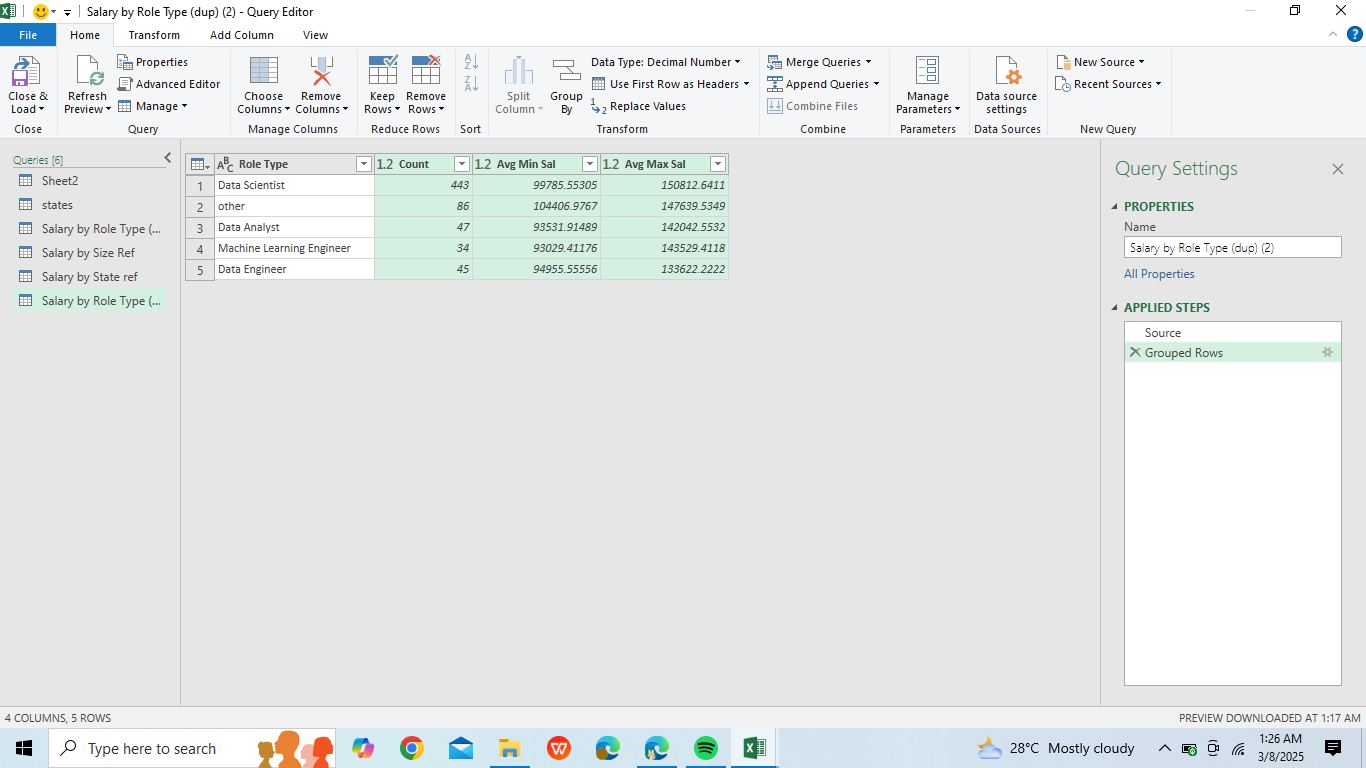 Salary by Role Type (dup) (2) - Query Editor
File Home Transform Add Column View
Close & Load
Close
Refresh Preview
Properties
Advanced Editor
Manage
Query
Choose Columns
Remove Columns
Manage Columns
Keep Rows
Remove Rows
Reduce Rows
A Z
Z A
Sort
Split Column
Group By
Data Type: Decimal Number
Use First Row as Headers
1 2 Replace Values
Transform
Merge Queries
Append Queries
Combine Files
Combine
Manage Parameters
Parameters
Data source settings
Data Sources
New Source
Recent Sources
New Query
?
Queries [6]
Sheet2
states
Salary by Role Type (...
Salary by Size Ref
Salary by State ref
Salary by Role Type (...
ABC Role Type 1.2 Count 1.2 Avg Min Sal 1.2 Avg Max Sal
1 Data Scientist 443 99785.55305 150812.6411
2 other 86 104406.9767 147639.5349
3 Data Analyst 47 93531.91489 142042.5532
4 Machine Learning Engineer 34 93029.41176 143529.4118
5 Data Engineer 45 94955.55556 133622.2222
Query Settings
PROPERTIES
Name
Salary by Role Type (dup) (2)
All Properties
APPLIED STEPS
Source
Grouped Rows
4 COLUMNS, 5 ROWS
PREVIEW DOWNLOADED AT 1:17 AM
Type here to search
28°C Mostly cloudy
1:26 AM
3/8/2025